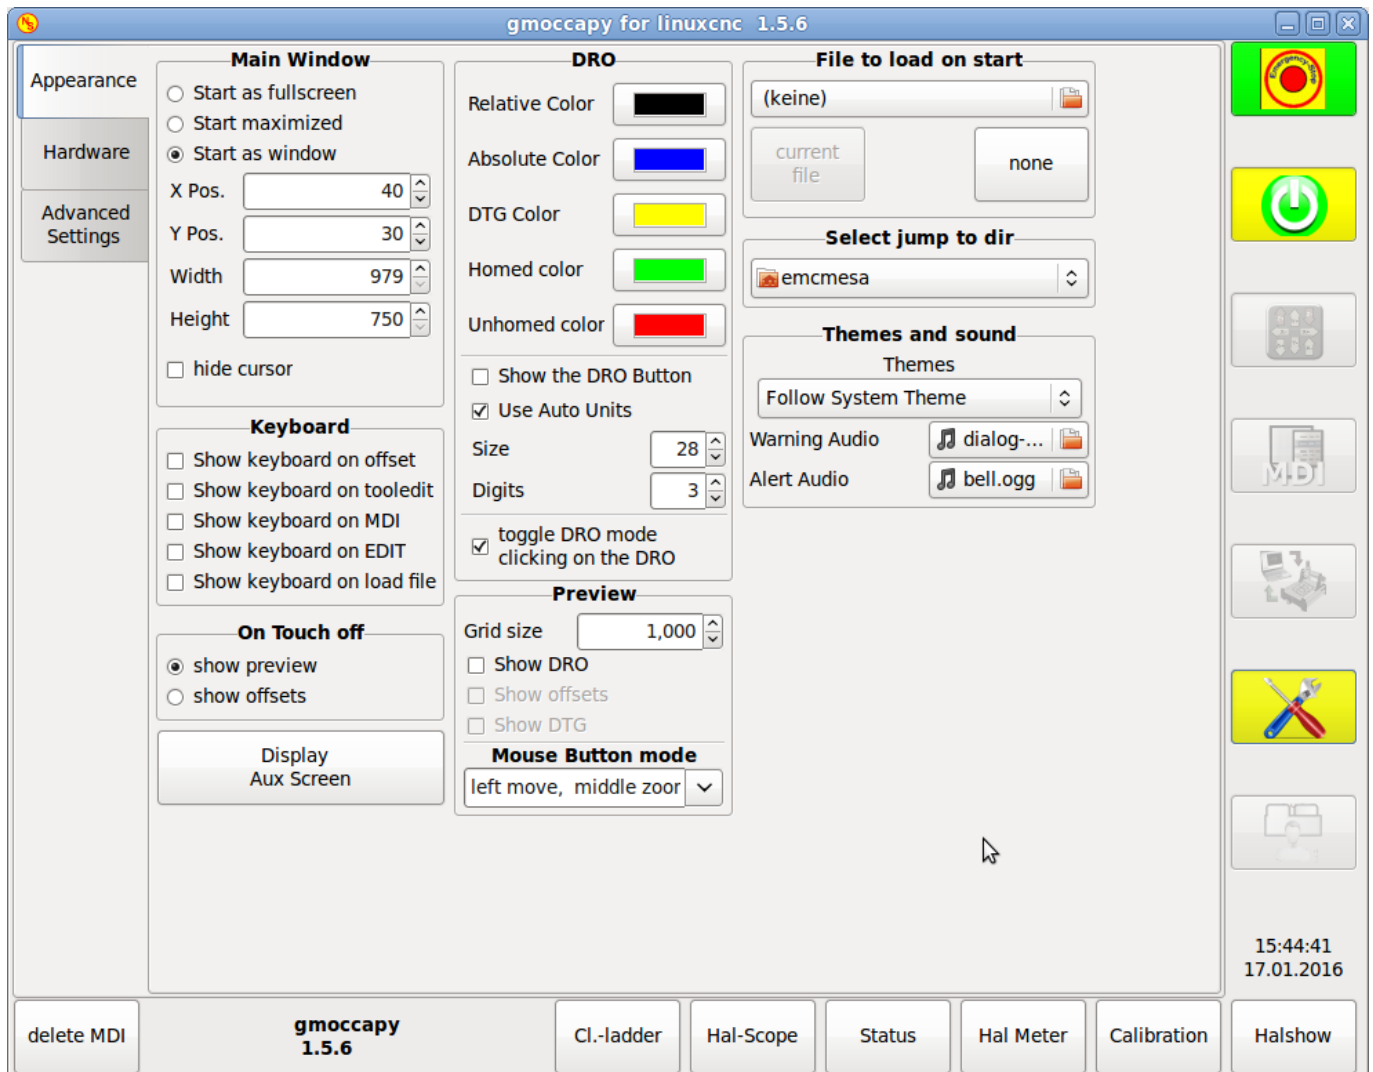 gmoccapy for linuxcnc 1.5.6
Appearance
Hardware
Advanced
Settings
Main Window
Start as fullscreen
Start maximized
Start as window
X Pos. 40
Y Pos. 30
Width 979
Height 750
hide cursor
Keyboard
Show keyboard on offset
Show keyboard on tooledit
Show keyboard on MDI
Show keyboard on EDIT
Show keyboard on load file
On Touch off
show preview
show offsets
Display
Aux Screen
DRO
Relative Color
Absolute Color
DTG Color
Homed color
Unhomed color
Show the DRO Button
Use Auto Units
Size 28
Digits 3
toggle DRO mode
clicking on the DRO
Preview
Grid size 1,000
Show DRO
Show offsets
Show DTG
Mouse Button mode
left move, middle zoor
File to load on start
(keine)
current
file
none
Select jump to dir
emcmesa
Themes and sound
Themes
Follow System Theme
Warning Audio dialog-...
Alert Audio bell.ogg
Emergency-Stop
MDI
15:44:41
17.01.2016
delete MDI
gmoccapy
1.5.6
Cl.-ladder
Hal-Scope
Status
Hal Meter
Calibration
Halshow